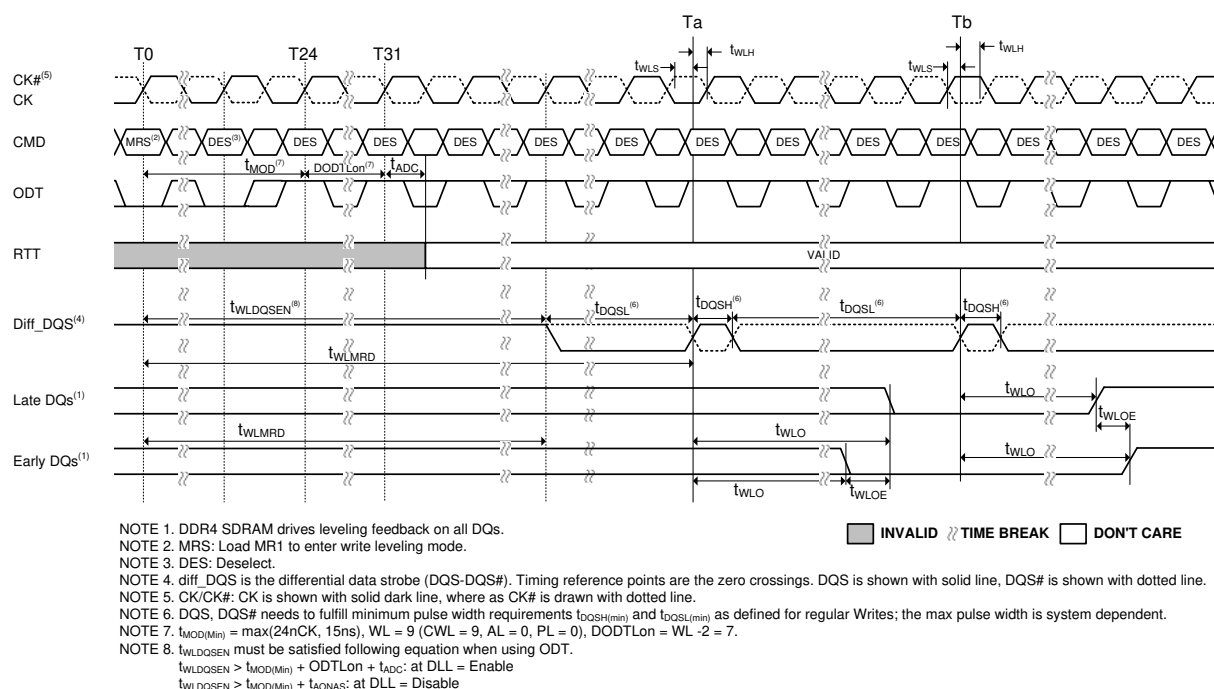 Ta Tb
T0 T24 T31
tWLH tWLH
tWLS tWLS
CK#(5)
CK
CMD MRS(2) DES(3) DES DES DES DES DES DES DES DES DES DES DES DES
tMOD(7) DODTLon(7) tADC
ODT
RTT VALID
tWLDQSEN(8) tDQSL(6) tDQSH(6) tDQSL(6) tDQSH(6)
Diff_DQS(4)
tWLMRD
Late DQs(1) tWLO
tWLOE
tWLMRD tWLO
Early DQs(1) tWLO
tWLO tWLOE
NOTE 1. DDR4 SDRAM drives leveling feedback on all DQs.
INVALID TIME BREAK DON'T CARE
NOTE 2. MRS: Load MR1 to enter write leveling mode.
NOTE 3. DES: Deselect.
NOTE 4. diff_DQS is the differential data strobe (DQS-DQS#). Timing reference points are the zero crossings. DQS is shown with solid line, DQS# is shown with dotted line.
NOTE 5. CK/CK#: CK is shown with solid dark line, where as CK# is drawn with dotted line.
NOTE 6. DQS, DQS# needs to fulfill minimum pulse width requirements tDQSH(min) and tDQSL(min) as defined for regular Writes; the max pulse width is system dependent.
NOTE 7. tMOD(Min) = max(24nCK, 15ns), WL = 9 (CWL = 9, AL = 0, PL = 0), DODTLon = WL -2 = 7.
NOTE 8. tWLDQSEN must be satisfied following equation when using ODT.
tWLDQSEN > tMOD(Min) + ODTLon + tADC: at DLL = Enable
tWLDQSEN > tMOD(Min) + tAONAS: at DLL = Disable